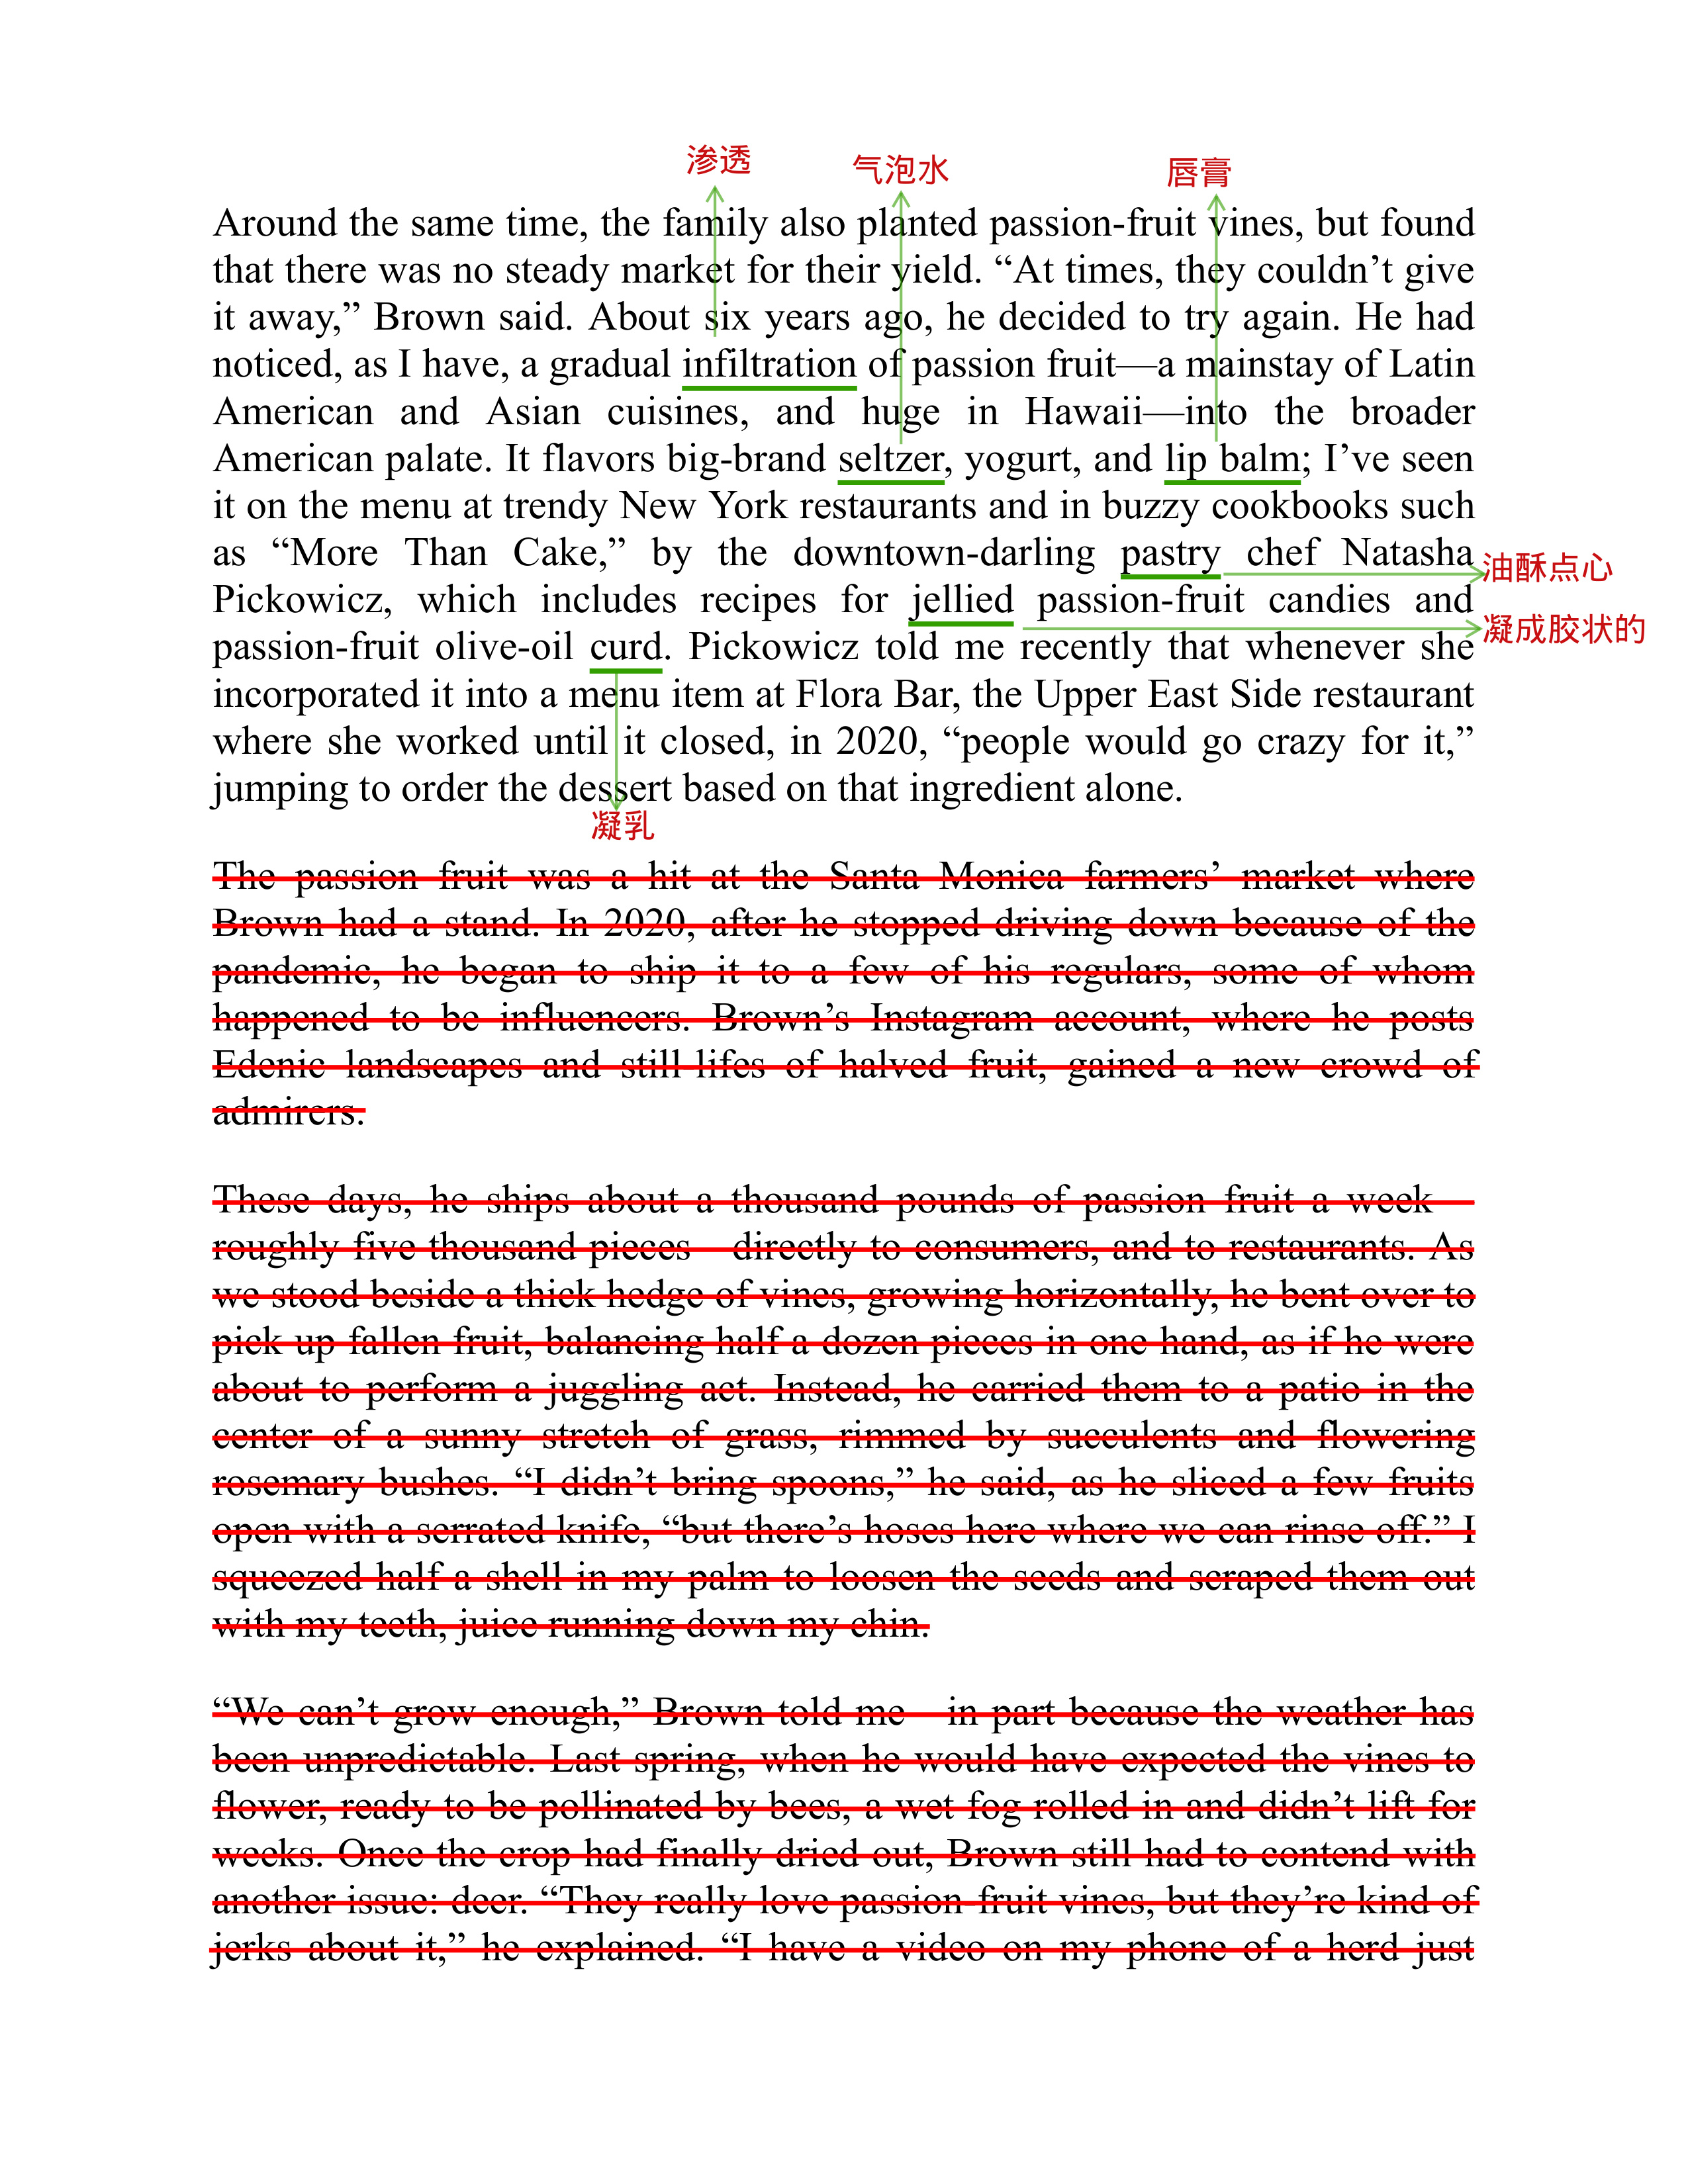 渗透 气泡水 唇膏
Around the same time, the family also planted passion-fruit vines, but found
that there was no steady market for their yield. “At times, they couldn’t give
it away,” Brown said. About six years ago, he decided to try again. He had
noticed, as I have, a gradual infiltration of passion fruit—a mainstay of Latin
American and Asian cuisines, and huge in Hawaii—into the broader
American palate. It flavors big-brand seltzer, yogurt, and lip balm; I’ve seen
it on the menu at trendy New York restaurants and in buzzy cookbooks such
as “More Than Cake,” by the downtown-darling pastry chef Natasha
油酥点心
Pickowicz, which includes recipes for jellied passion-fruit candies and
凝成胶状的
passion-fruit olive-oil curd. Pickowicz told me recently that whenever she
incorporated it into a menu item at Flora Bar, the Upper East Side restaurant
where she worked until it closed, in 2020, “people would go crazy for it,”
jumping to order the dessert based on that ingredient alone.
凝乳
The passion fruit was a hit at the Santa Monica farmers’ market where
Brown had a stand. In 2020, after he stopped driving down because of the
pandemic, he began to ship it to a few of his regulars, some of whom
happened to be influencers. Brown’s Instagram account, where he posts
Edenic landscapes and still-lifes of halved fruit, gained a new crowd of
admirers.
These days, he ships about a thousand pounds of passion fruit a week—
roughly five thousand pieces—directly to consumers, and to restaurants. As
we stood beside a thick hedge of vines, growing horizontally, he bent over to
pick up fallen fruit, balancing half a dozen pieces in one hand, as if he were
about to perform a juggling act. Instead, he carried them to a patio in the
center of a sunny stretch of grass, rimmed by succulents and flowering
rosemary bushes. “I didn’t bring spoons,” he said, as he sliced a few fruits
open with a serrated knife, “but there’s hoses here where we can rinse off.” I
squeezed half a shell in my palm to loosen the seeds and scraped them out
with my teeth, juice running down my chin.
“We can’t grow enough,” Brown told me—in part because the weather has
been unpredictable. Last spring, when he would have expected the vines to
flower, ready to be pollinated by bees, a wet fog rolled in and didn’t lift for
weeks. Once the crop had finally dried out, Brown still had to contend with
another issue: deer. “They really love passion-fruit vines, but they’re kind of
jerks about it,” he explained. “I have a video on my phone of a herd just